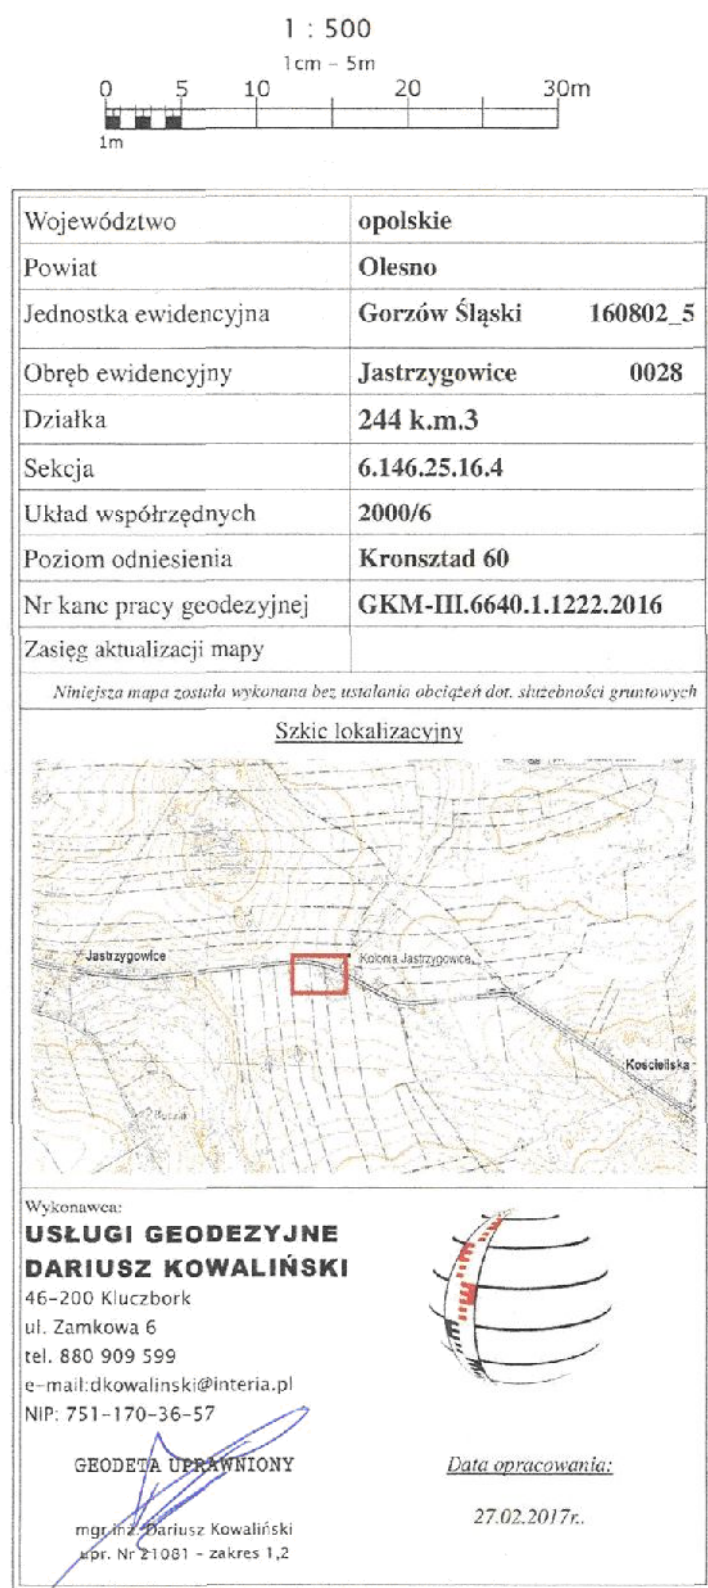 1 : 500
1cm - 5m
0 5 10 20 30m
1m
Województwo opolskie
Powiat Olesno
Jednostka ewidencyjna Gorzów Śląski 160802_5
Obręb ewidencyjny Jastrzygowice 0028
Działka 244 k.m.3
Sekcja 6.146.25.16.4
Układ współrzędnych 2000/6
Poziom odniesienia Kronsztad 60
Nr kanc pracy geodezyjnej GKM-III.6640.1.1222.2016
Zasięg aktualizacji mapy
Niniejsza mapa została wykonana bez ustalania obciążeń dot. służebności gruntowych
Szkic lokalizacyjny
Jastrzygowice
Kolonia Jastrzygowice
Kościeliska
Wykonawca:
USŁUGI GEODEZYJNE
DARIUSZ KOWALIŃSKI
46-200 Kluczbork
ul. Zamkowa 6
tel. 880 909 599
e-mail:dkowalinski@interia.pl
NIP: 751-170-36-57
GEODETA UPRAWNIONY
mgr inż. Dariusz Kowaliński
upr. Nr 21081 - zakres 1,2
Data opracowania:
27.02.2017r..